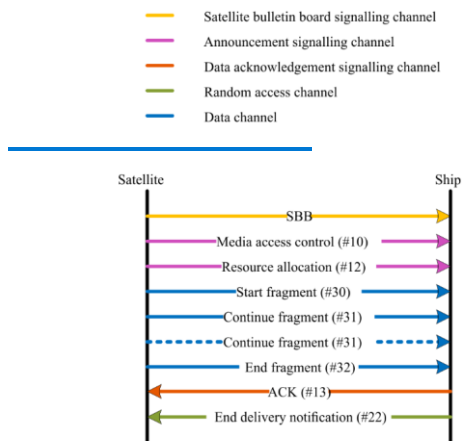 Satellite bulletin board signalling channel
Announcement signalling channel
Data acknowledgement signalling channel
Random access channel
Data channel
Satellite Ship
SBB
Media access control (#10)
Resource allocation (#12)
Start fragment (#30)
Continue fragment (#31)
Continue fragment (#31)
End fragment (#32)
ACK (#13)
End delivery notification (#22)